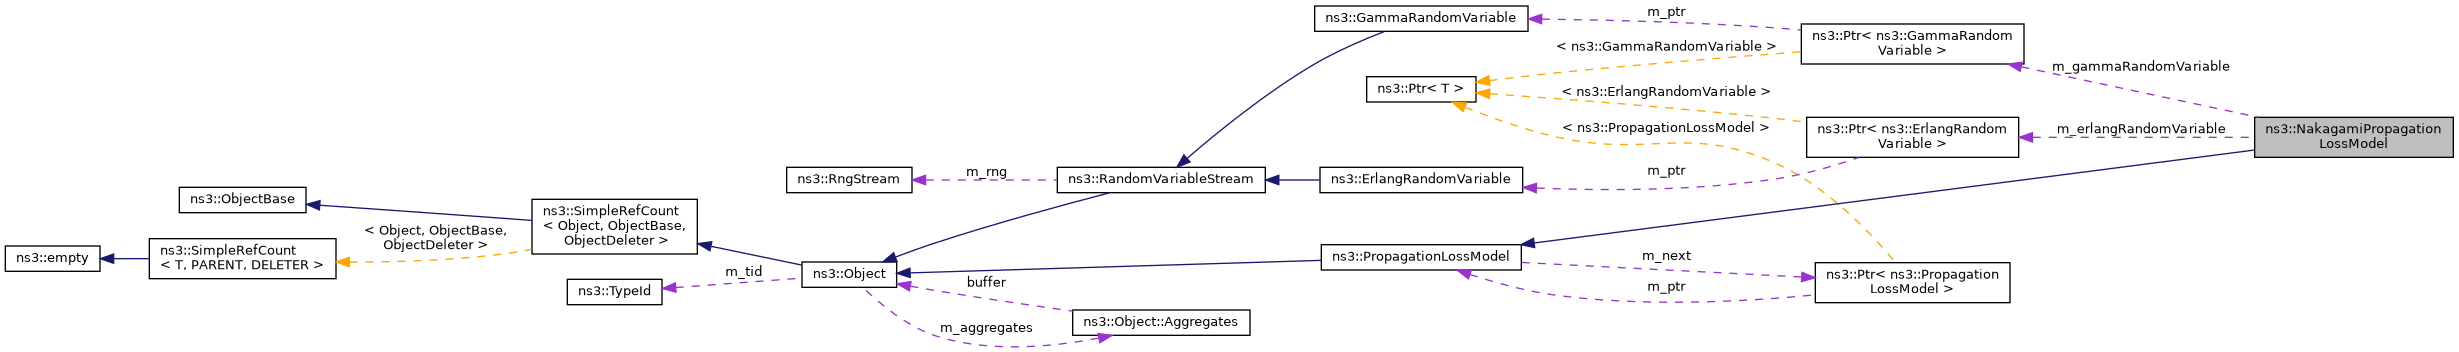 ns3::GammaRandomVariable
m_ptr
ns3::Ptr< ns3::GammaRandom
Variable >
< ns3::GammaRandomVariable >
m_gammaRandomVariable
ns3::Ptr< T >
< ns3::ErlangRandomVariable >
< ns3::PropagationLossModel >
ns3::Ptr< ns3::ErlangRandom
Variable >
m_erlangRandomVariable
ns3::NakagamiPropagation
LossModel
m_ptr
ns3::RngStream
m_rng
ns3::RandomVariableStream
ns3::ErlangRandomVariable
ns3::ObjectBase
ns3::SimpleRefCount
< Object, ObjectBase,
ObjectDeleter >
< Object, ObjectBase,
ObjectDeleter >
ns3::empty
ns3::SimpleRefCount
< T, PARENT, DELETER >
ns3::PropagationLossModel
m_next
m_ptr
ns3::Ptr< ns3::Propagation
LossModel >
ns3::Object
m_tid
ns3::TypeId
buffer
m_aggregates
ns3::Object::Aggregates